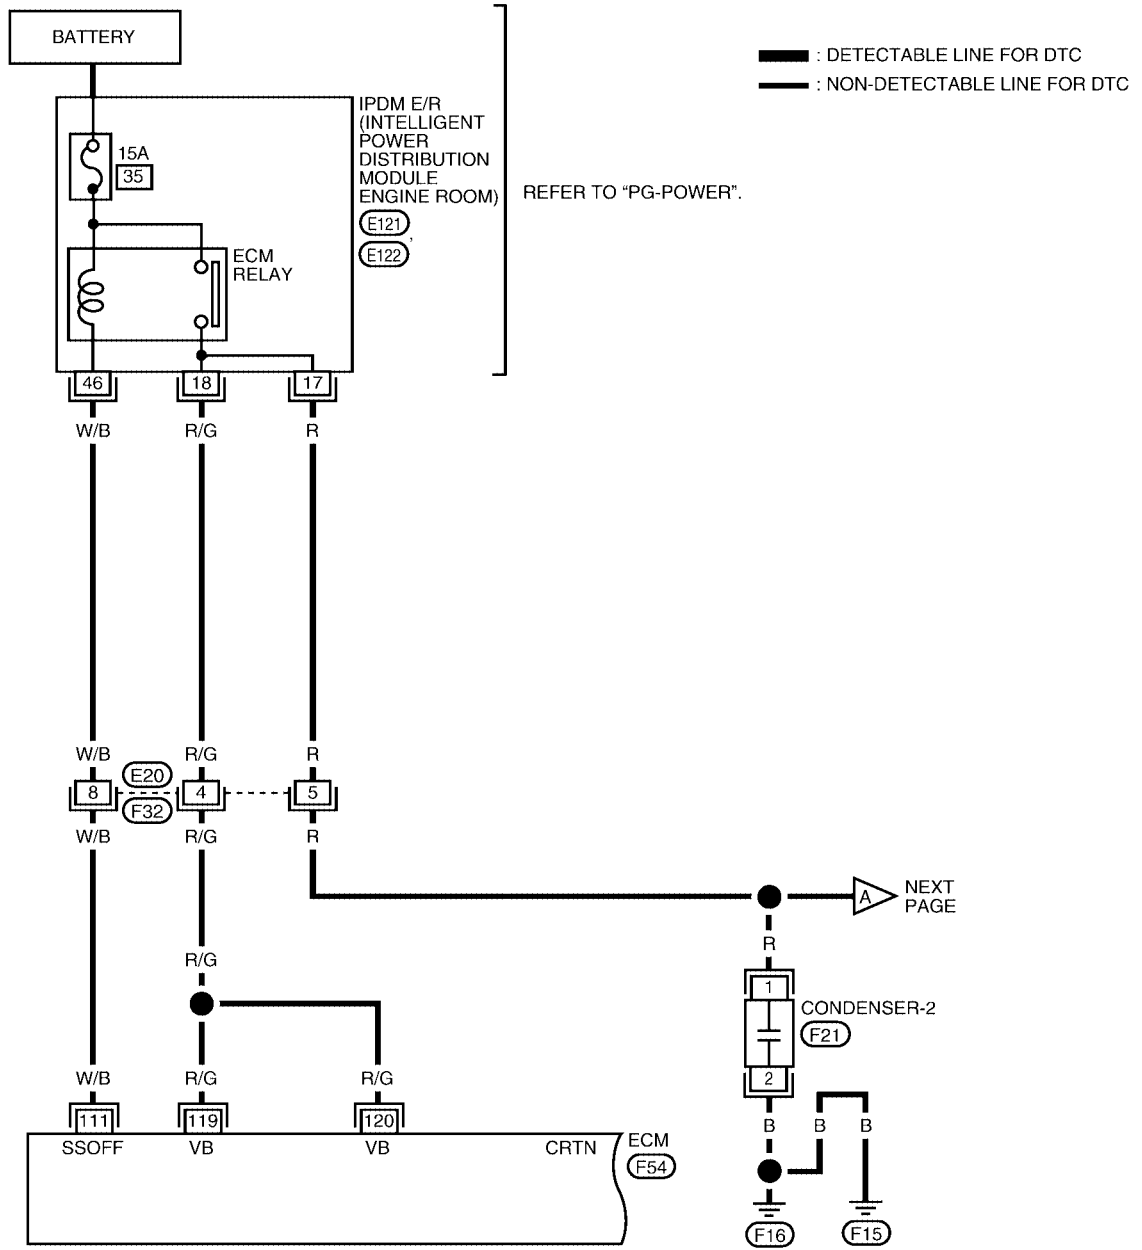 BATTERY
: DETECTABLE LINE FOR DTC
: NON-DETECTABLE LINE FOR DTC
IPDM E/R
(INTELLIGENT
POWER
DISTRIBUTION
MODULE
ENGINE ROOM)
E121 ,
E122
REFER TO “PG-POWER”.
15A
35
ECM
RELAY
46 18 17
W/B R/G R
W/B R/G R
E20
8 4 5
F32
W/B R/G R
A
NEXT
PAGE
R
R/G
1
CONDENSER-2
F21
2
W/B R/G R/G
B B B
111 119 120
SSOFF VB VB CRTN
ECM
F54
F16 F15